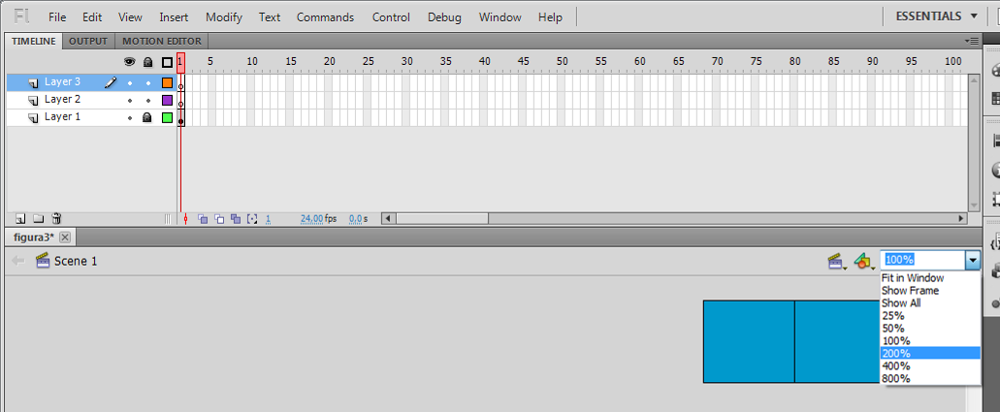 Fl File Edit View Insert Modify Text Commands Control Debug Window Help ESSENTIALS
TIMELINE OUTPUT MOTION EDITOR
1 5 10 15 20 25 30 35 40 45 50 55 60 65 70 75 80 85 90 95 100
Layer 3
Layer 2
Layer 1
1 24,00 fps 0,0 s
figura3*
Scene 1 100%
Fit in Window
Show Frame
Show All
25%
50%
100%
200%
400%
800%